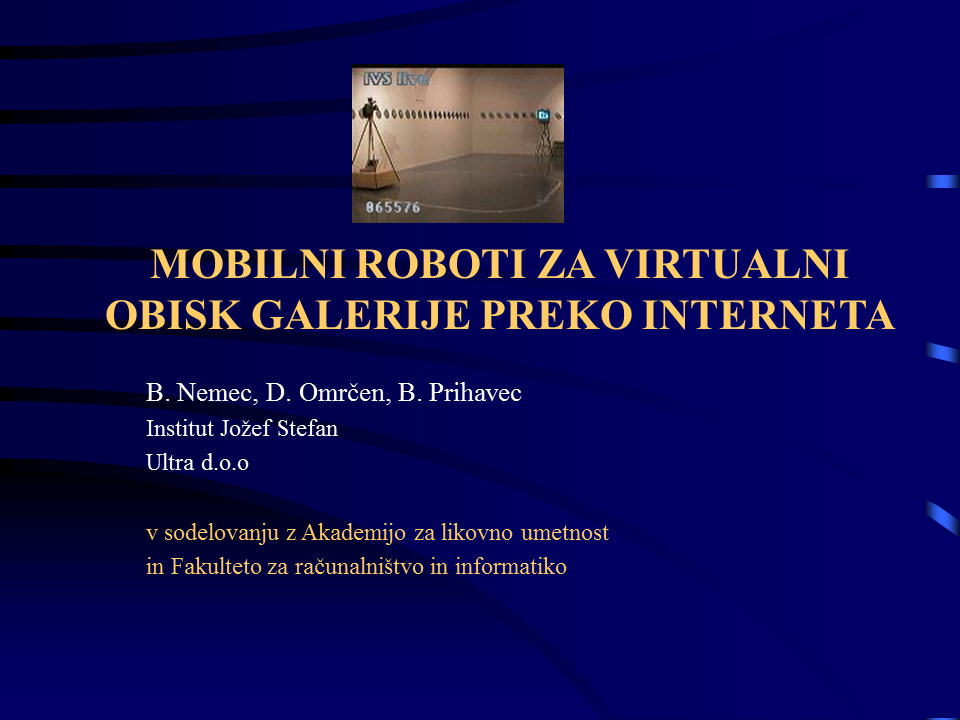 IVS live
865576
MOBILNI ROBOTI ZA VIRTUALNI
OBISK GALERIJE PREKO INTERNETA
B. Nemec, D. Omrčen, B. Prihavec
Institut Jožef Stefan
Ultra d.o.o
v sodelovanju z Akademijo za likovno umetnost
in Fakulteto za računalništvo in informatiko